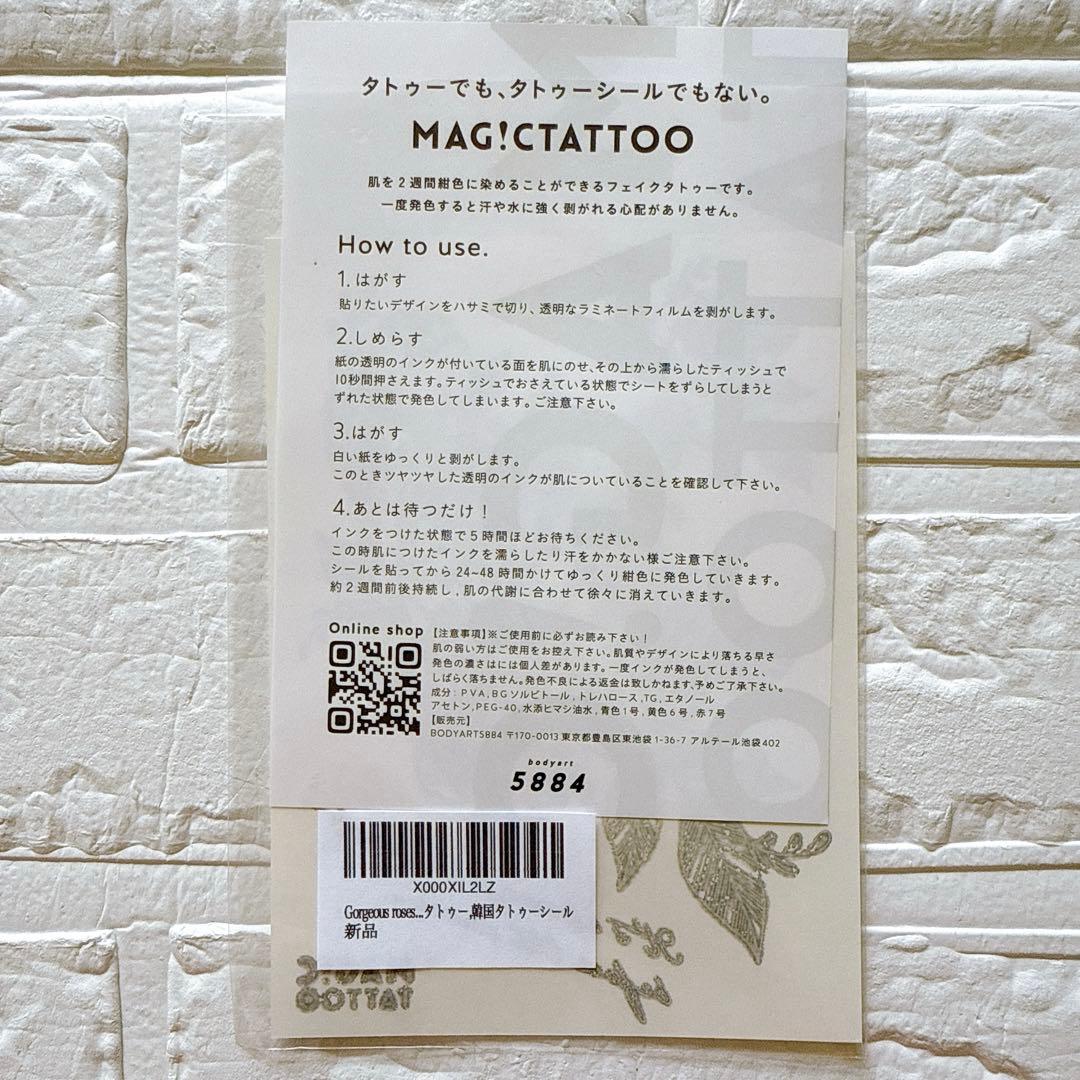 タトゥーでも、タトゥーシールでもない。
MAG!CTATTOO
肌を2週間紺色に染めることができるフェイクタトゥーです。
一度発色すると汗や水に強く剥がれる心配がありません。
How to use.
1.はがす
貼りたいデザインをハサミで切り、透明なラミネートフィルムを剥がします。
2.しめらす
紙の透明のインクが付いている面を肌にのせ、その上から濡らしたティッシュで
10秒間押さえます。ティッシュでおさえている状態でシートをずらしてしまうと
ずれた状態で発色してしまいます。ご注意下さい。
3.はがす
白い紙をゆっくりと剥がします。
このときツヤツヤした透明のインクが肌についていることを確認して下さい。
4.あとは待つだけ!
インクをつけた状態で5時間ほどお待ちください。
この時肌につけたインクを濡らしたり汗をかかない様ご注意下さい。
シールを貼ってから24~48時間かけてゆっくり紺色に発色していきます。
約2週間前後持続し,肌の代謝に合わせて徐々に消えていきます。
Online shop
【注意事項】※ご使用前に必ずお読み下さい!
肌の弱い方はご使用をお控え下さい。肌質やデザインにより落ちる早さ
発色の濃さはには個人差があります。一度インクが発色してしまうと、
しばらく落ちません。発色不良による返金は致しかねます、予めご了承下さい。
成分:PVA,BGソルビトール,トレハロース,TG,エタノール
アセトン,PEG-40,水添ヒマシ油水,青色1号,黄色6号,赤7号
【販売元】
BODYART5884 〒170-0013 東京都豊島区東池袋1-36-7 アルテール池袋402
bodyart
5884
X000XIL2LZ
Gorgeous roses...タトゥー,韓国タトゥーシール
新品
TATTOO